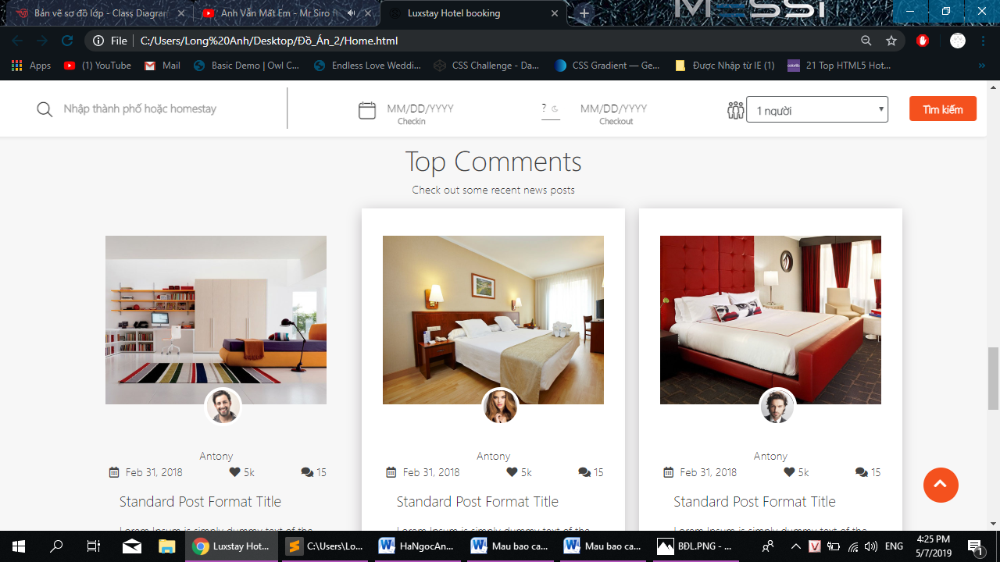 Bản vẽ sơ đồ lớp - Class Diagram
Anh Vẫn Mất Em - Mr Siro
Luxstay Hotel booking
MESSI
File
C:/Users/Long%20Anh/Desktop/Đồ_Án_2/Home.html
Apps
(1) YouTube
Mail
Basic Demo | Owl C...
Endless Love Weddi...
CSS Challenge - Da...
CSS Gradient — Ge...
Được Nhập từ IE (1)
21 Top HTML5 Hot...
»
Nhập thành phố hoặc homestay
MM/DD/YYYY
Checkin
?
MM/DD/YYYY
Checkout
1 người
Tìm kiếm
Top Comments
Check out some recent news posts
Antony
Feb 31, 2018 5k 15
Standard Post Format Title
Lorem Ipsum is simply dummy text of the
Antony
Feb 31, 2018 5k 15
Standard Post Format Title
Lorem Ipsum is simply dummy text of the
Antony
Feb 31, 2018 5k 15
Standard Post Format Title
Lorem Ipsum is simply dummy text of the
Luxstay Hot...
C:\Users\Lo...
HaNgocAn...
Mau bao ca...
Mau bao ca...
BĐL.PNG - ...
V
ENG
4:25 PM
5/7/2019
1